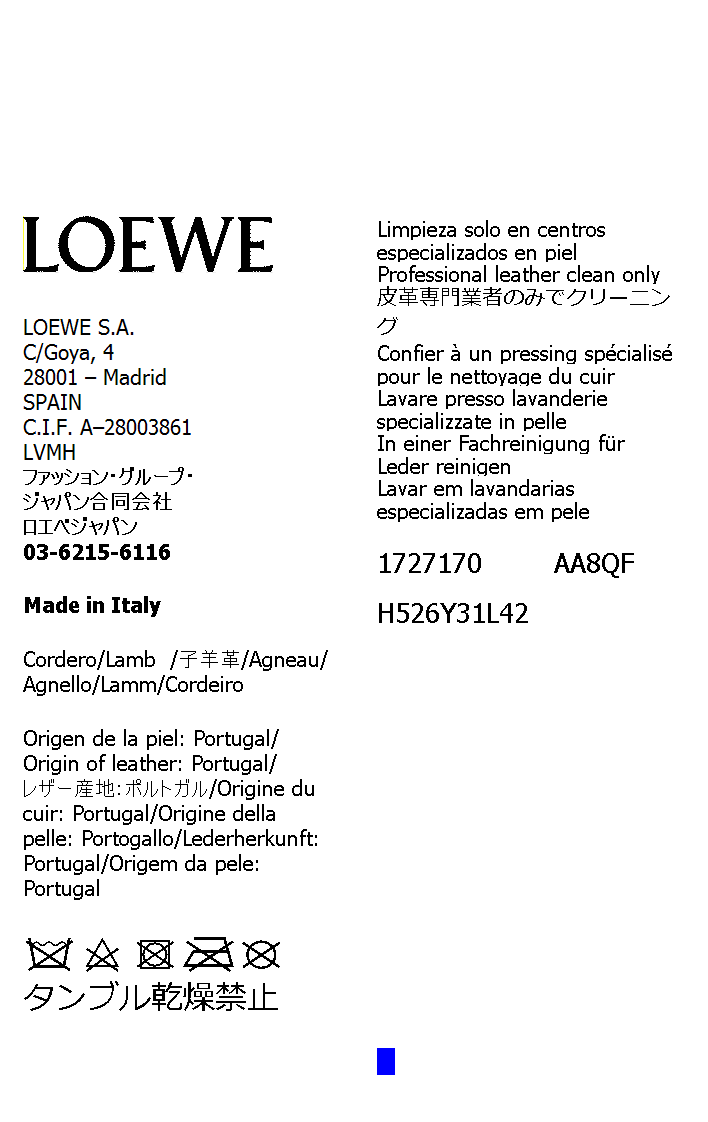 LOEWE
LOEWE S.A.
C/Goya, 4
28001 – Madrid
SPAIN
C.I.F. A–28003861
LVMH
ファッション・グループ・
ジャパン合同会社
ロエベジャパン
03-6215-6116
Made in Italy
Cordero/Lamb /子羊革/Agneau/
Agnello/Lamm/Cordeiro
Origen de la piel: Portugal/
Origin of leather: Portugal/
レザー産地:ポルトガル/Origine du
cuir: Portugal/Origine della
pelle: Portogallo/Lederherkunft:
Portugal/Origem da pele:
Portugal
タンブル乾燥禁止
Limpieza solo en centros
especializados en piel
Professional leather clean only
皮革専門業者のみでクリーニン
グ
Confier à un pressing spécialisé
pour le nettoyage du cuir
Lavare presso lavanderie
specializzate in pelle
In einer Fachreinigung für
Leder reinigen
Lavar em lavandarias
especializadas em pele
1727170 AA8QF
H526Y31L42